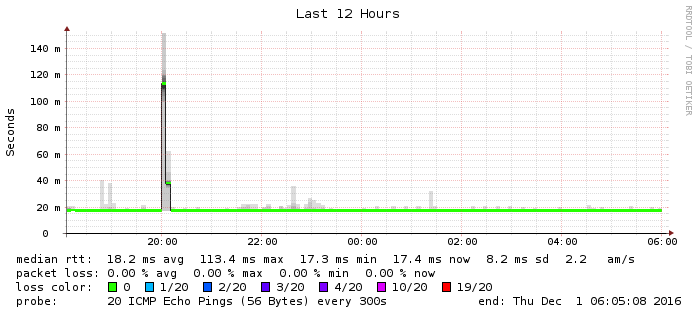 Last 12 Hours
RRDTOOL / TOBI OETIKER
Seconds
140 m
120 m
100 m
80 m
60 m
40 m
20 m
0
20:00 22:00 00:00 02:00 04:00 06:00
median rtt: 18.2 ms avg 113.4 ms max 17.3 ms min 17.4 ms now 8.2 ms sd 2.2 am/s
packet loss: 0.00 % avg 0.00 % max 0.00 % min 0.00 % now
loss color: 0 1/20 2/20 3/20 4/20 10/20 19/20
probe: 20 ICMP Echo Pings (56 Bytes) every 300s end: Thu Dec 1 06:05:08 2016